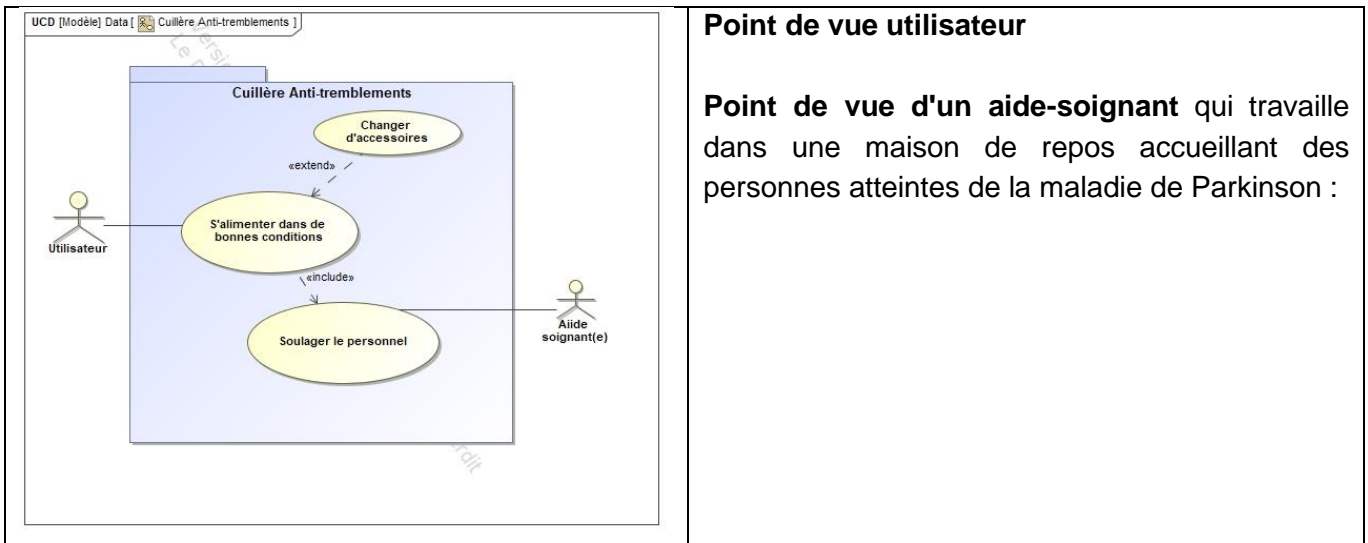 UCD [Modèle] Data [ Cuillère Anti-tremblements ]
Cuillère Anti-tremblements
Changer
d'accessoires
«extend»
S'alimenter dans de
bonnes conditions
Utilisateur
«include»
Soulager le personnel
Aiide
soignant(e)
Point de vue utilisateur
Point de vue d'un aide-soignant qui travaille
dans une maison de repos accueillant des
personnes atteintes de la maladie de Parkinson :